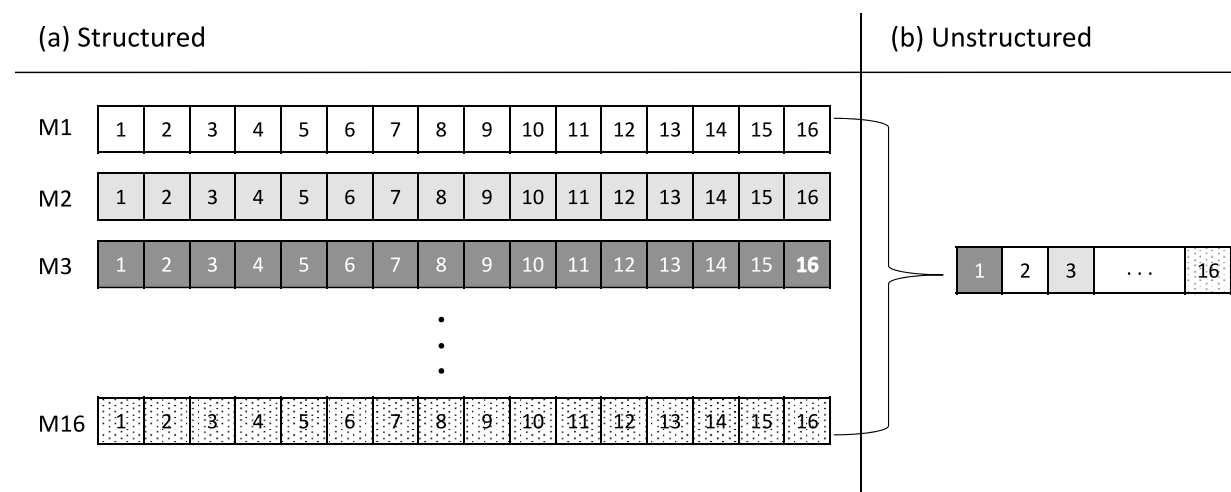 (a) Structured
(b) Unstructured
M1 1 2 3 4 5 6 7 8 9 10 11 12 13 14 15 16
M2 1 2 3 4 5 6 7 8 9 10 11 12 13 14 15 16
M3 1 2 3 4 5 6 7 8 9 10 11 12 13 14 15 16
1 2 3 ... 16
M16 1 2 3 4 5 6 7 8 9 10 11 12 13 14 15 16